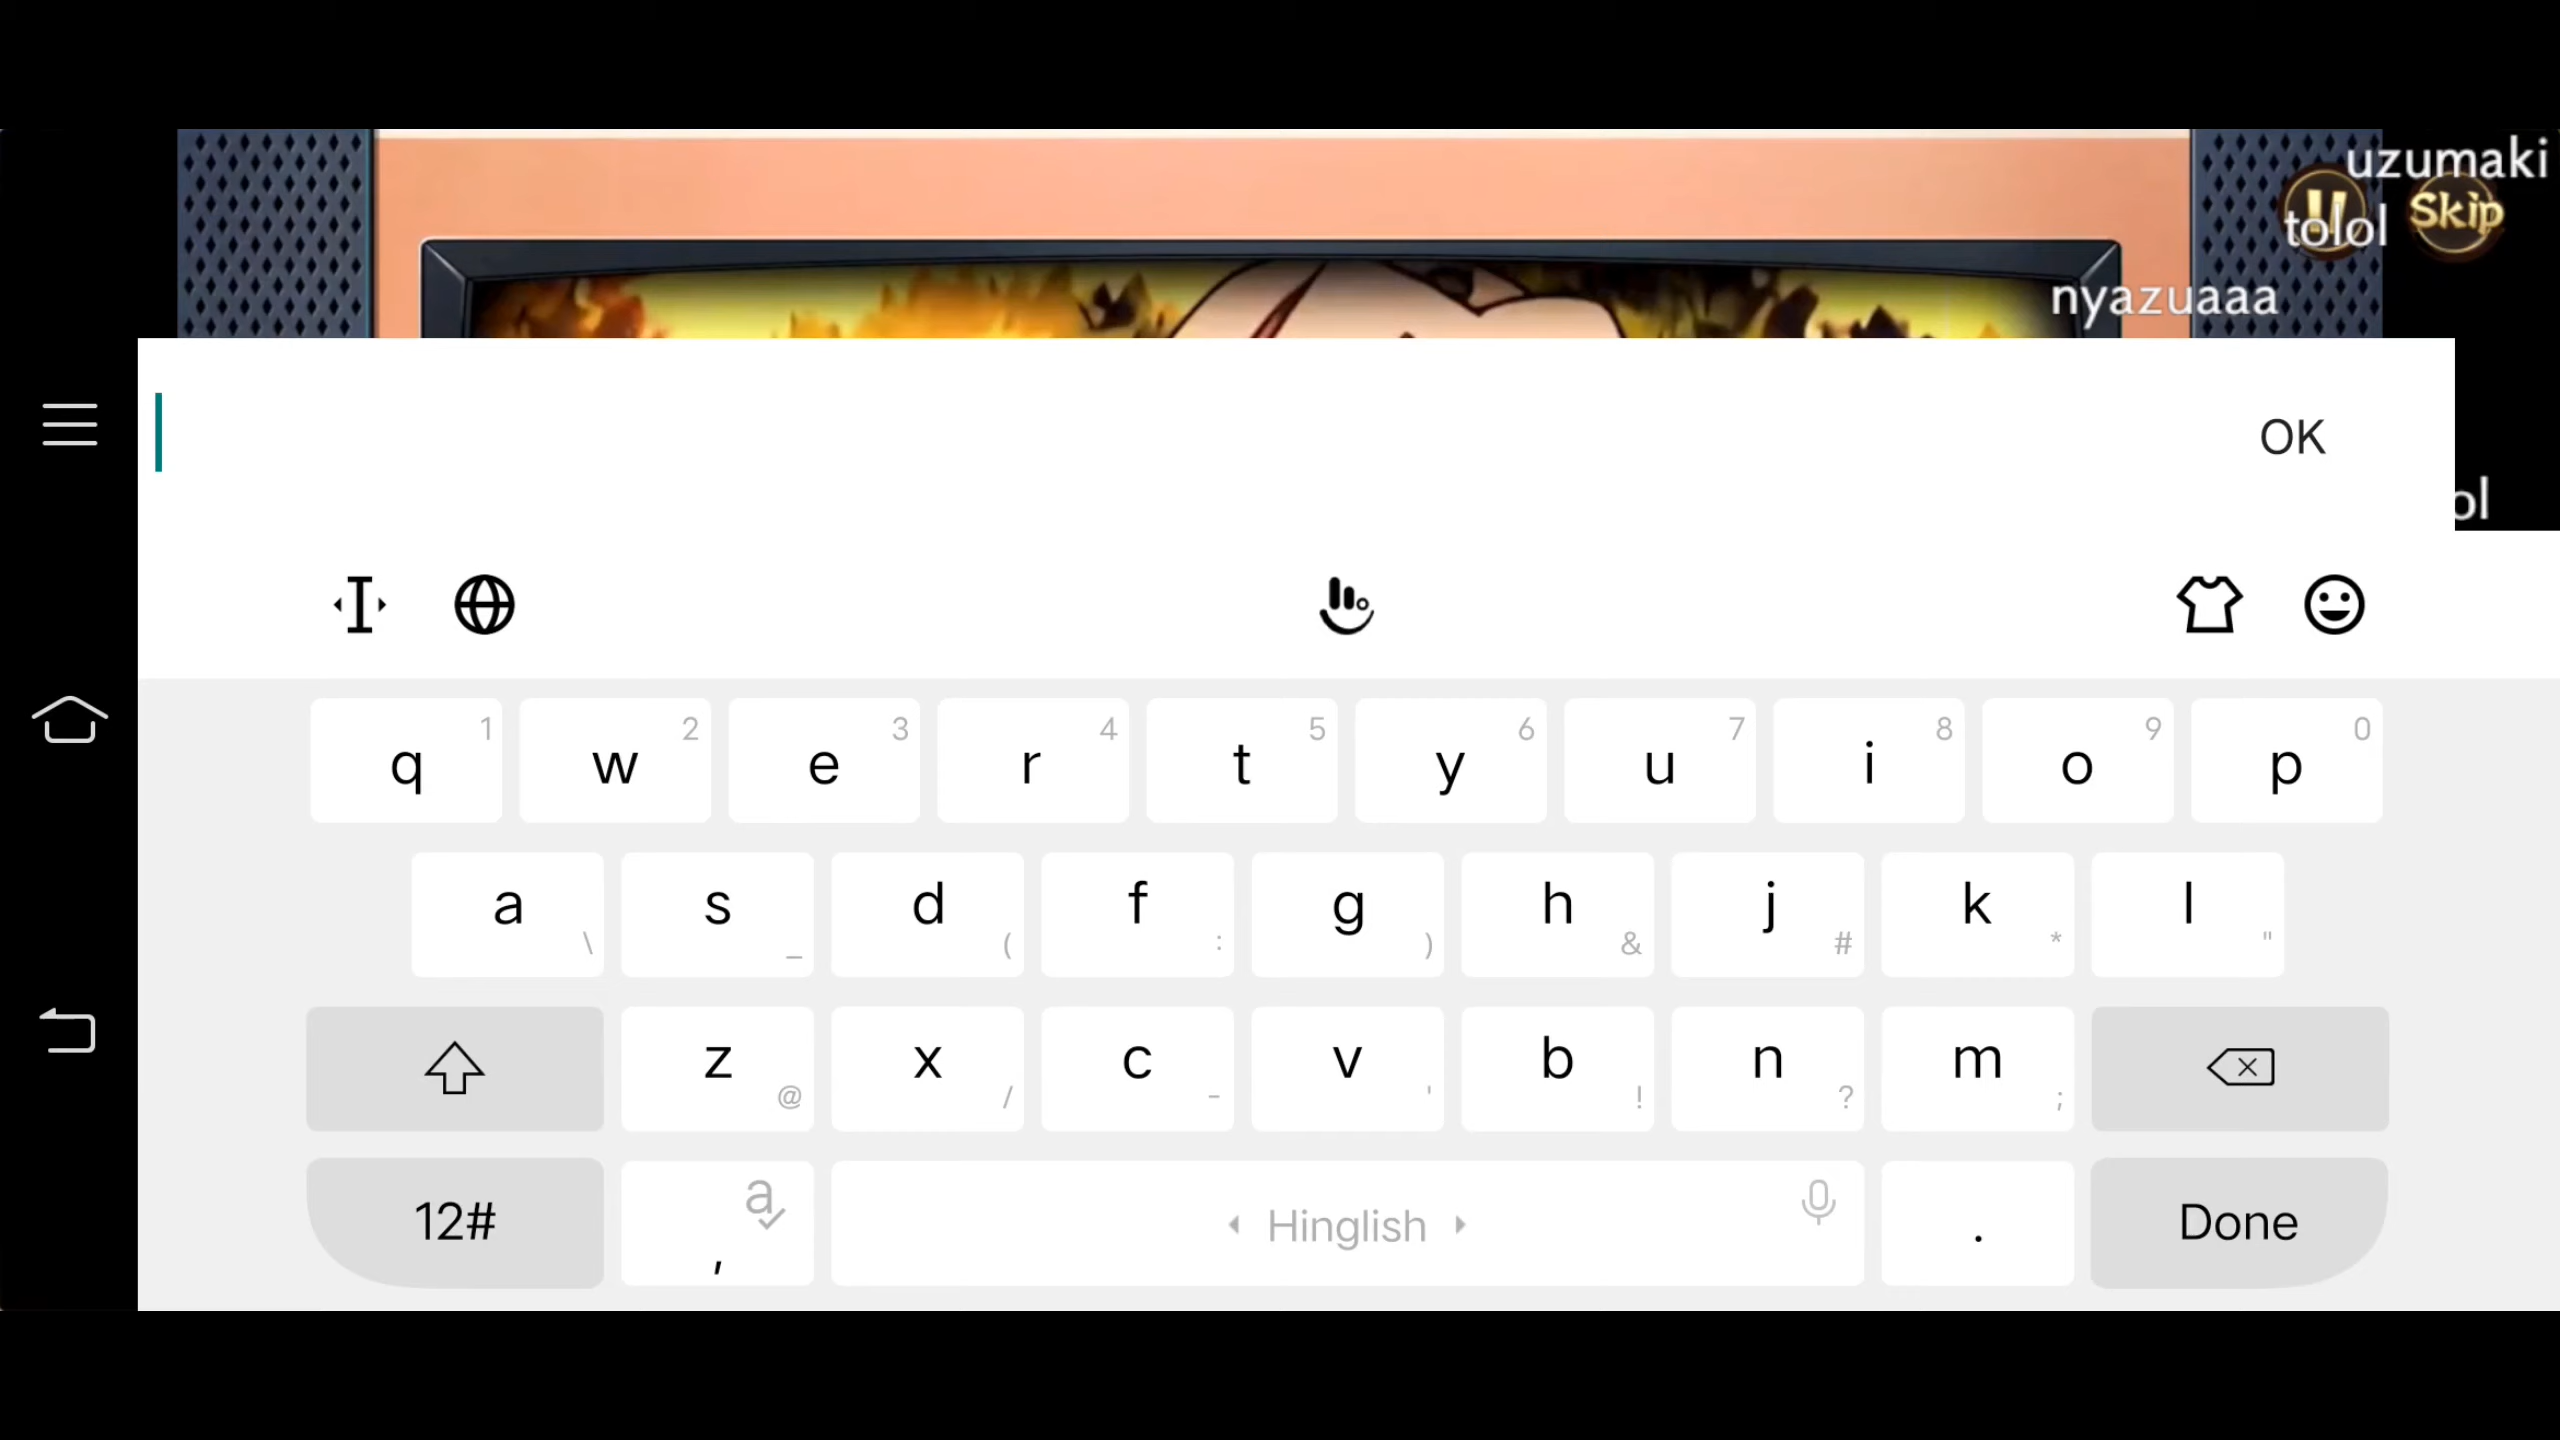 uzumaki
tolol
Skip
nyazuaaa
OK
ol
1 2 3 4 5 6 7 8 9 0
q w e r t y u i o p
a s d f g h j k l
\ _ ( : ) & # * "
z x c v b n m
@ / - ' ! ? ;
12# , a Hinglish . Done